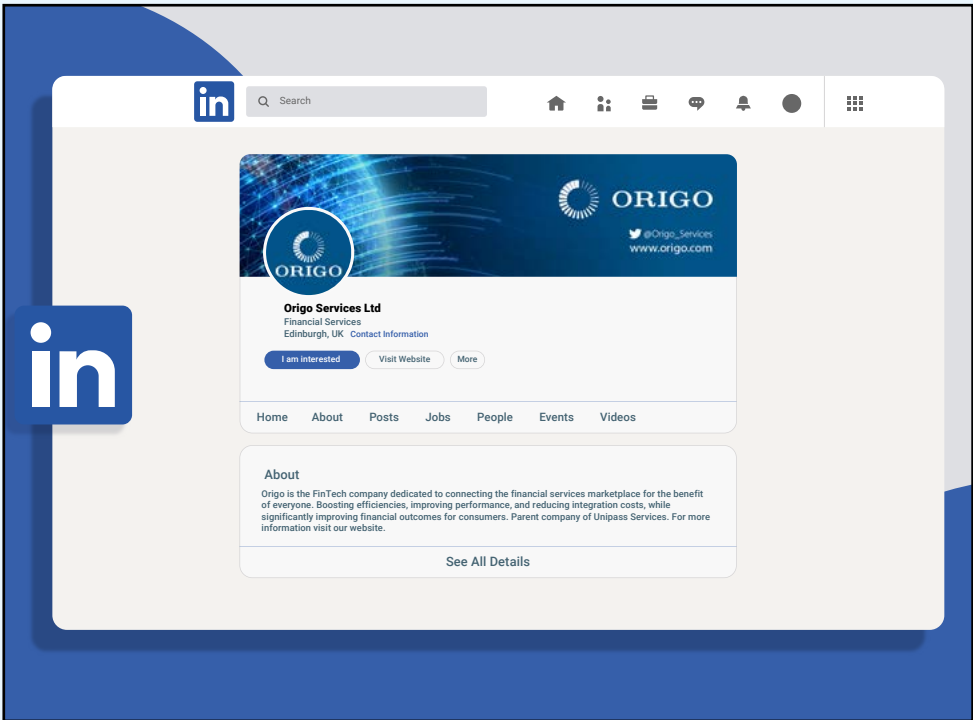 in
Search
ORIGO
@Origo_Services
www.origo.com
ORIGO
Origo Services Ltd
Financial Services
Edinburgh, UK Contact Information
I am interested Visit Website More
in
Home About Posts Jobs People Events Videos
About
Origo is the FinTech company dedicated to connecting the financial services marketplace for the benefit
of everyone. Boosting efficiencies, improving performance, and reducing integration costs, while
significantly improving financial outcomes for consumers. Parent company of Unipass Services. For more
information visit our website.
See All Details